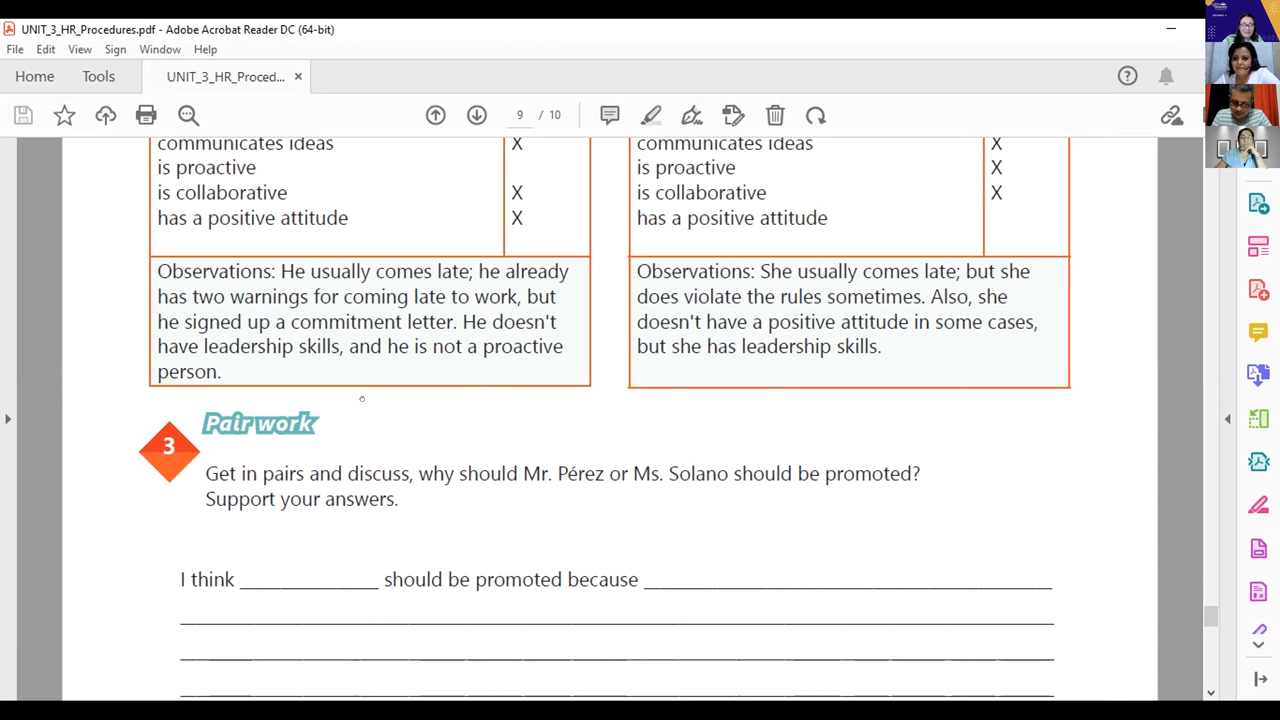 UNIT_3_HR_Procedures.pdf - Adobe Acrobat Reader DC (64-bit)
File Edit View Sign Window Help
Home Tools UNIT_3_HR_Proced...
9 / 10
communicates ideas X
is proactive
is collaborative X
has a positive attitude X
Observations: He usually comes late; he already
has two warnings for coming late to work, but
he signed up a commitment letter. He doesn't
have leadership skills, and he is not a proactive
person.
communicates ideas X
is proactive X
is collaborative X
has a positive attitude
Observations: She usually comes late; but she
does violate the rules sometimes. Also, she
doesn't have a positive attitude in some cases,
but she has leadership skills.
Pair work
3
Get in pairs and discuss, why should Mr. Pérez or Ms. Solano should be promoted?
Support your answers.
I think ______________ should be promoted because ________________________________________